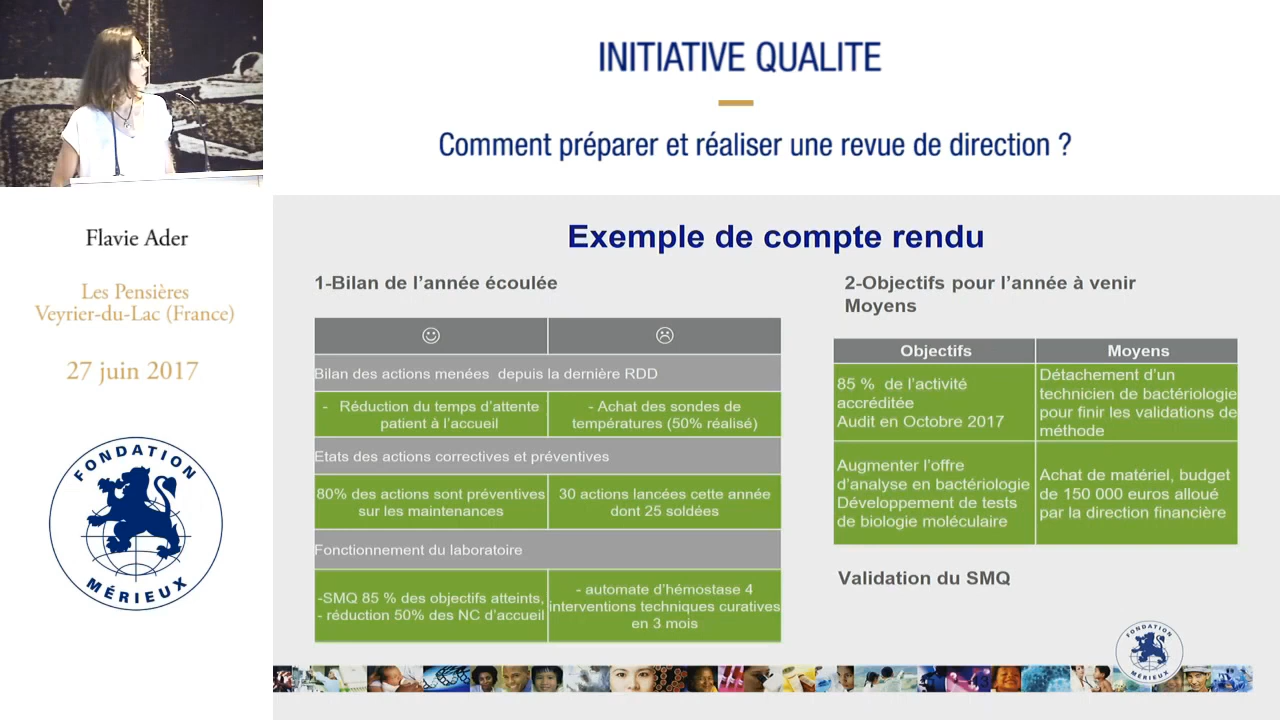 INITIATIVE QUALITE
Comment préparer et réaliser une revue de direction ?
Flavie Ader
Les Pensières
Veyrier-du-Lac (France)
27 juin 2017
FONDATION
MÉRIEUX
Exemple de compte rendu
1-Bilan de l'année écoulée
☺ ☹
Bilan des actions menées depuis la dernière RDD
- Réduction du temps d'attente
patient à l'accueil
- Achat des sondes de
températures (50% réalisé)
Etats des actions correctives et préventives
80% des actions sont préventives
sur les maintenances
30 actions lancées cette année
dont 25 soldées
Fonctionnement du laboratoire
-SMQ 85 % des objectifs atteints,
- réduction 50% des NC d'accueil
- automate d'hémostase 4
interventions techniques curatives
en 3 mois
2-Objectifs pour l'année à venir
Moyens
Objectifs
Moyens
85 % de l'activité
accréditée
Audit en Octobre 2017
Détachement d'un
technicien de bactériologie
pour finir les validations de
méthode
Augmenter l'offre
d'analyse en bactériologie
Développement de tests
de biologie moléculaire
Achat de matériel, budget
de 150 000 euros alloué
par la direction financière
Validation du SMQ
FONDATION
MÉRIEUX